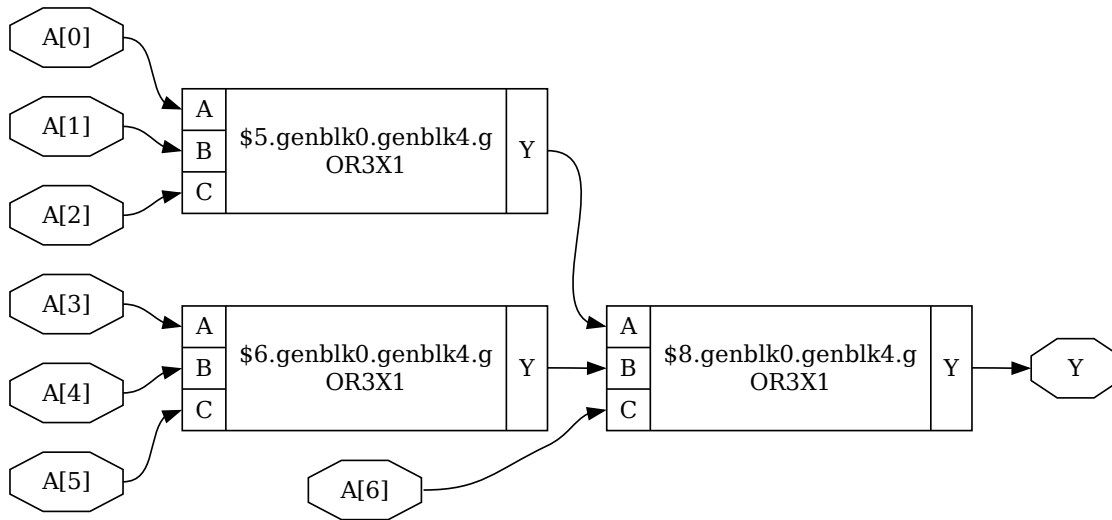 A[0]
A[1]
A[2]
A
B
C
$5.genblk0.genblk4.g
OR3X1
Y
A[3]
A[4]
A[5]
A
B
C
$6.genblk0.genblk4.g
OR3X1
Y
A[6]
A
B
C
$8.genblk0.genblk4.g
OR3X1
Y
Y